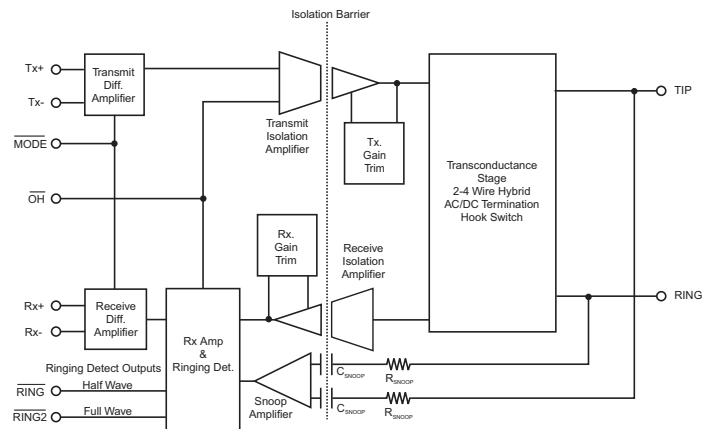 Isolation Barrier
Tx+
Tx-
MODE
OH
Transmit
Diff.
Amplifier
Transmit
Isolation
Amplifier
Tx.
Gain
Trim
Transconductance
Stage
2-4 Wire Hybrid
AC/DC Termination
Hook Switch
TIP
RING
Rx.
Gain
Trim
Receive
Isolation
Amplifier
Rx+
Rx-
Receive
Diff.
Amplifier
Rx Amp
&
Ringing Det.
Ringing Detect Outputs
RING
Half Wave
RING2
Full Wave
Snoop
Amplifier
CSNOOP
RSNOOP
CSNOOP
RSNOOP